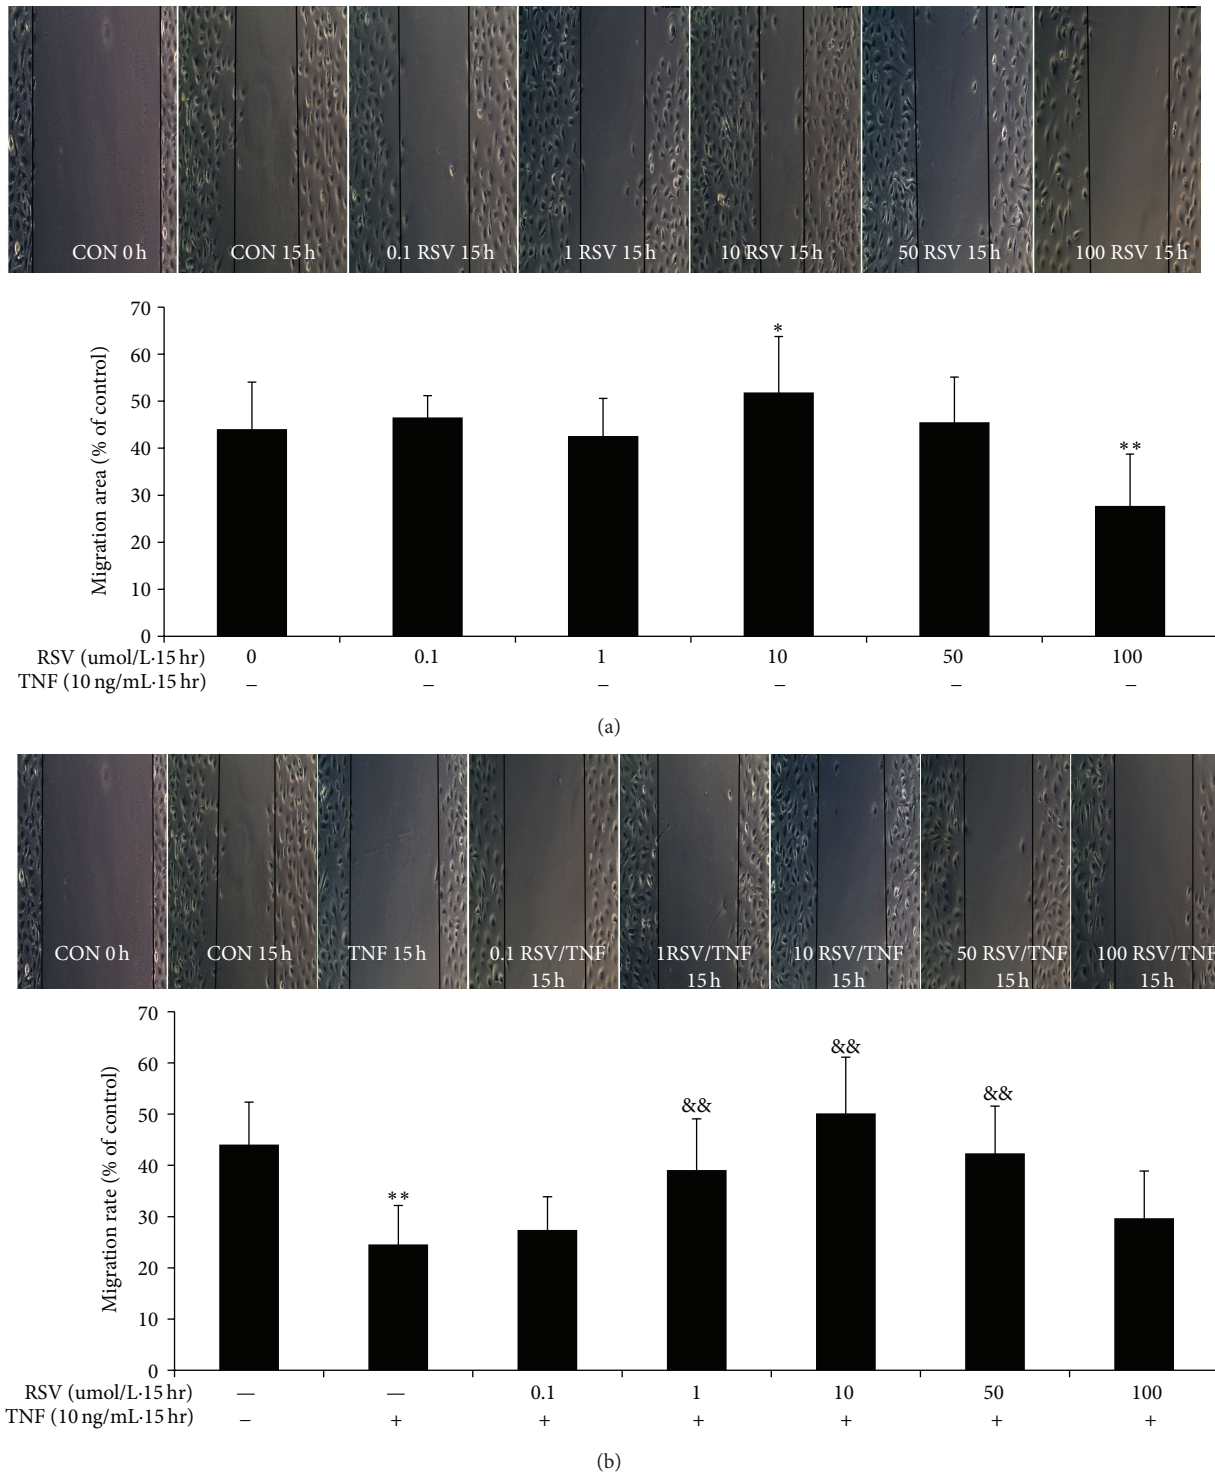 CON 0 h CON 15 h 0.1 RSV 15 h 1 RSV 15 h 10 RSV 15 h 50 RSV 15 h 100 RSV 15 h
70
60
50
40
30
20
10
0
Migration area (% of control)
*
**
RSV (umol/L·15 hr) 0 0.1 1 10 50 100
TNF (10 ng/mL·15 hr) – – – – – –
(a)
CON 0 h CON 15 h TNF 15 h 0.1 RSV/TNF 1RSV/TNF 10 RSV/TNF 50 RSV/TNF 100 RSV/TNF
15 h 15 h 15 h 15 h 15 h
70
60
50
40
30
20
10
0
Migration rate (% of control)
**
&&
&&
&&
RSV (umol/L·15 hr) — — 0.1 1 10 50 100
TNF (10 ng/mL·15 hr) – + + + + + +
(b)